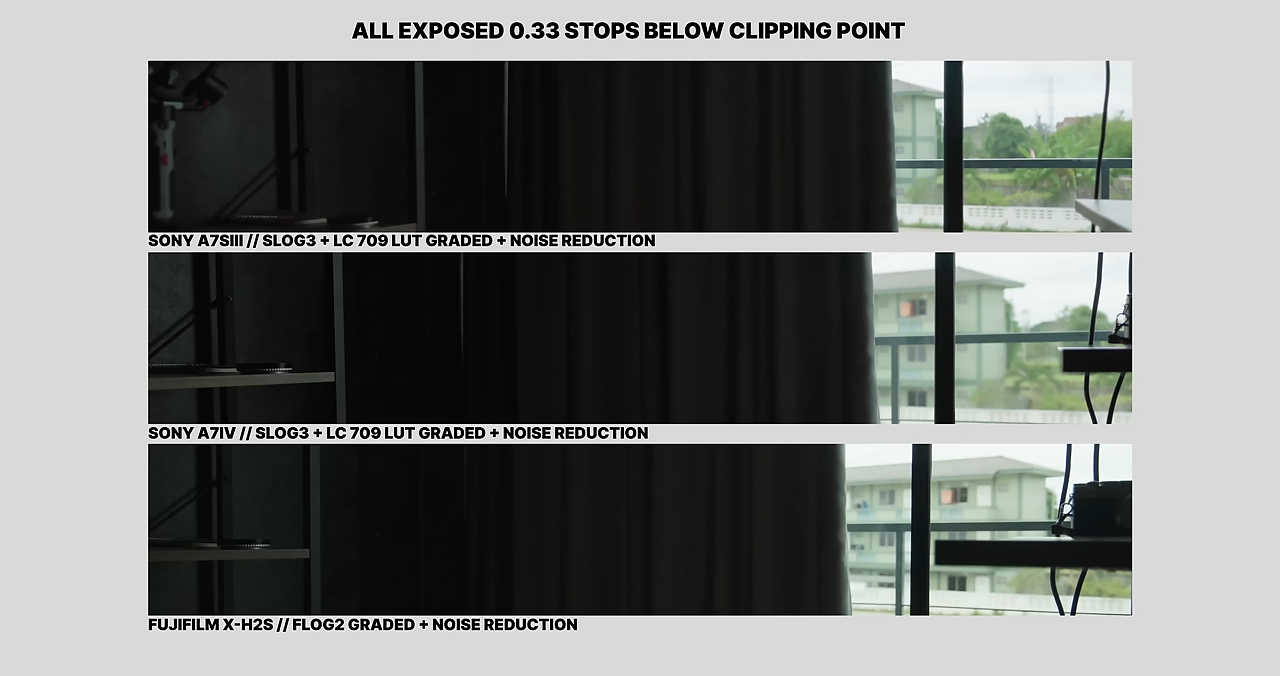 ALL EXPOSED 0.33 STOPS BELOW CLIPPING POINT
SONY A7SIII // SLOG3 + LC 709 LUT GRADED + NOISE REDUCTION
SONY A7IV // SLOG3 + LC 709 LUT GRADED + NOISE REDUCTION
FUJIFILM X-H2S // FLOG2 GRADED + NOISE REDUCTION